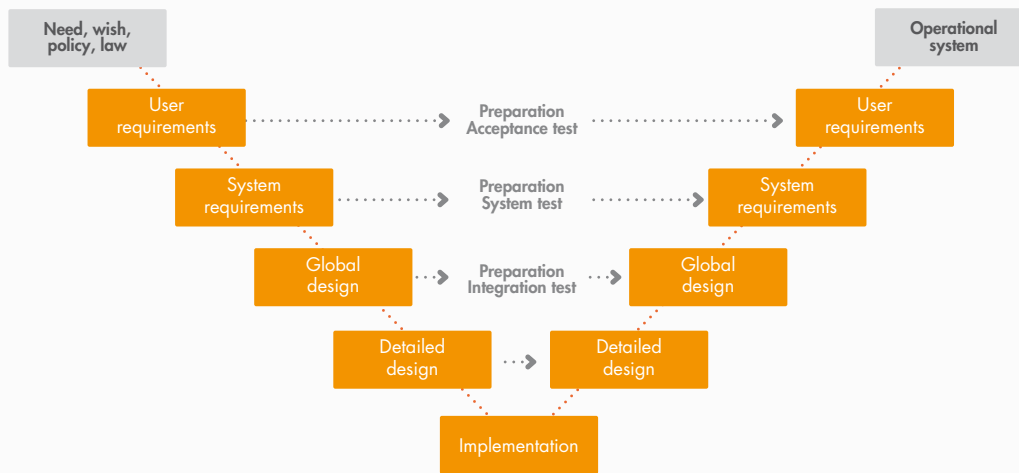 Need, wish,
policy, law
Operational
system
User
requirements
Preparation
Acceptance test
User
requirements
System
requirements
Preparation
System test
System
requirements
Global
design
Preparation
Integration test
Global
design
Detailed
design
Detailed
design
Implementation